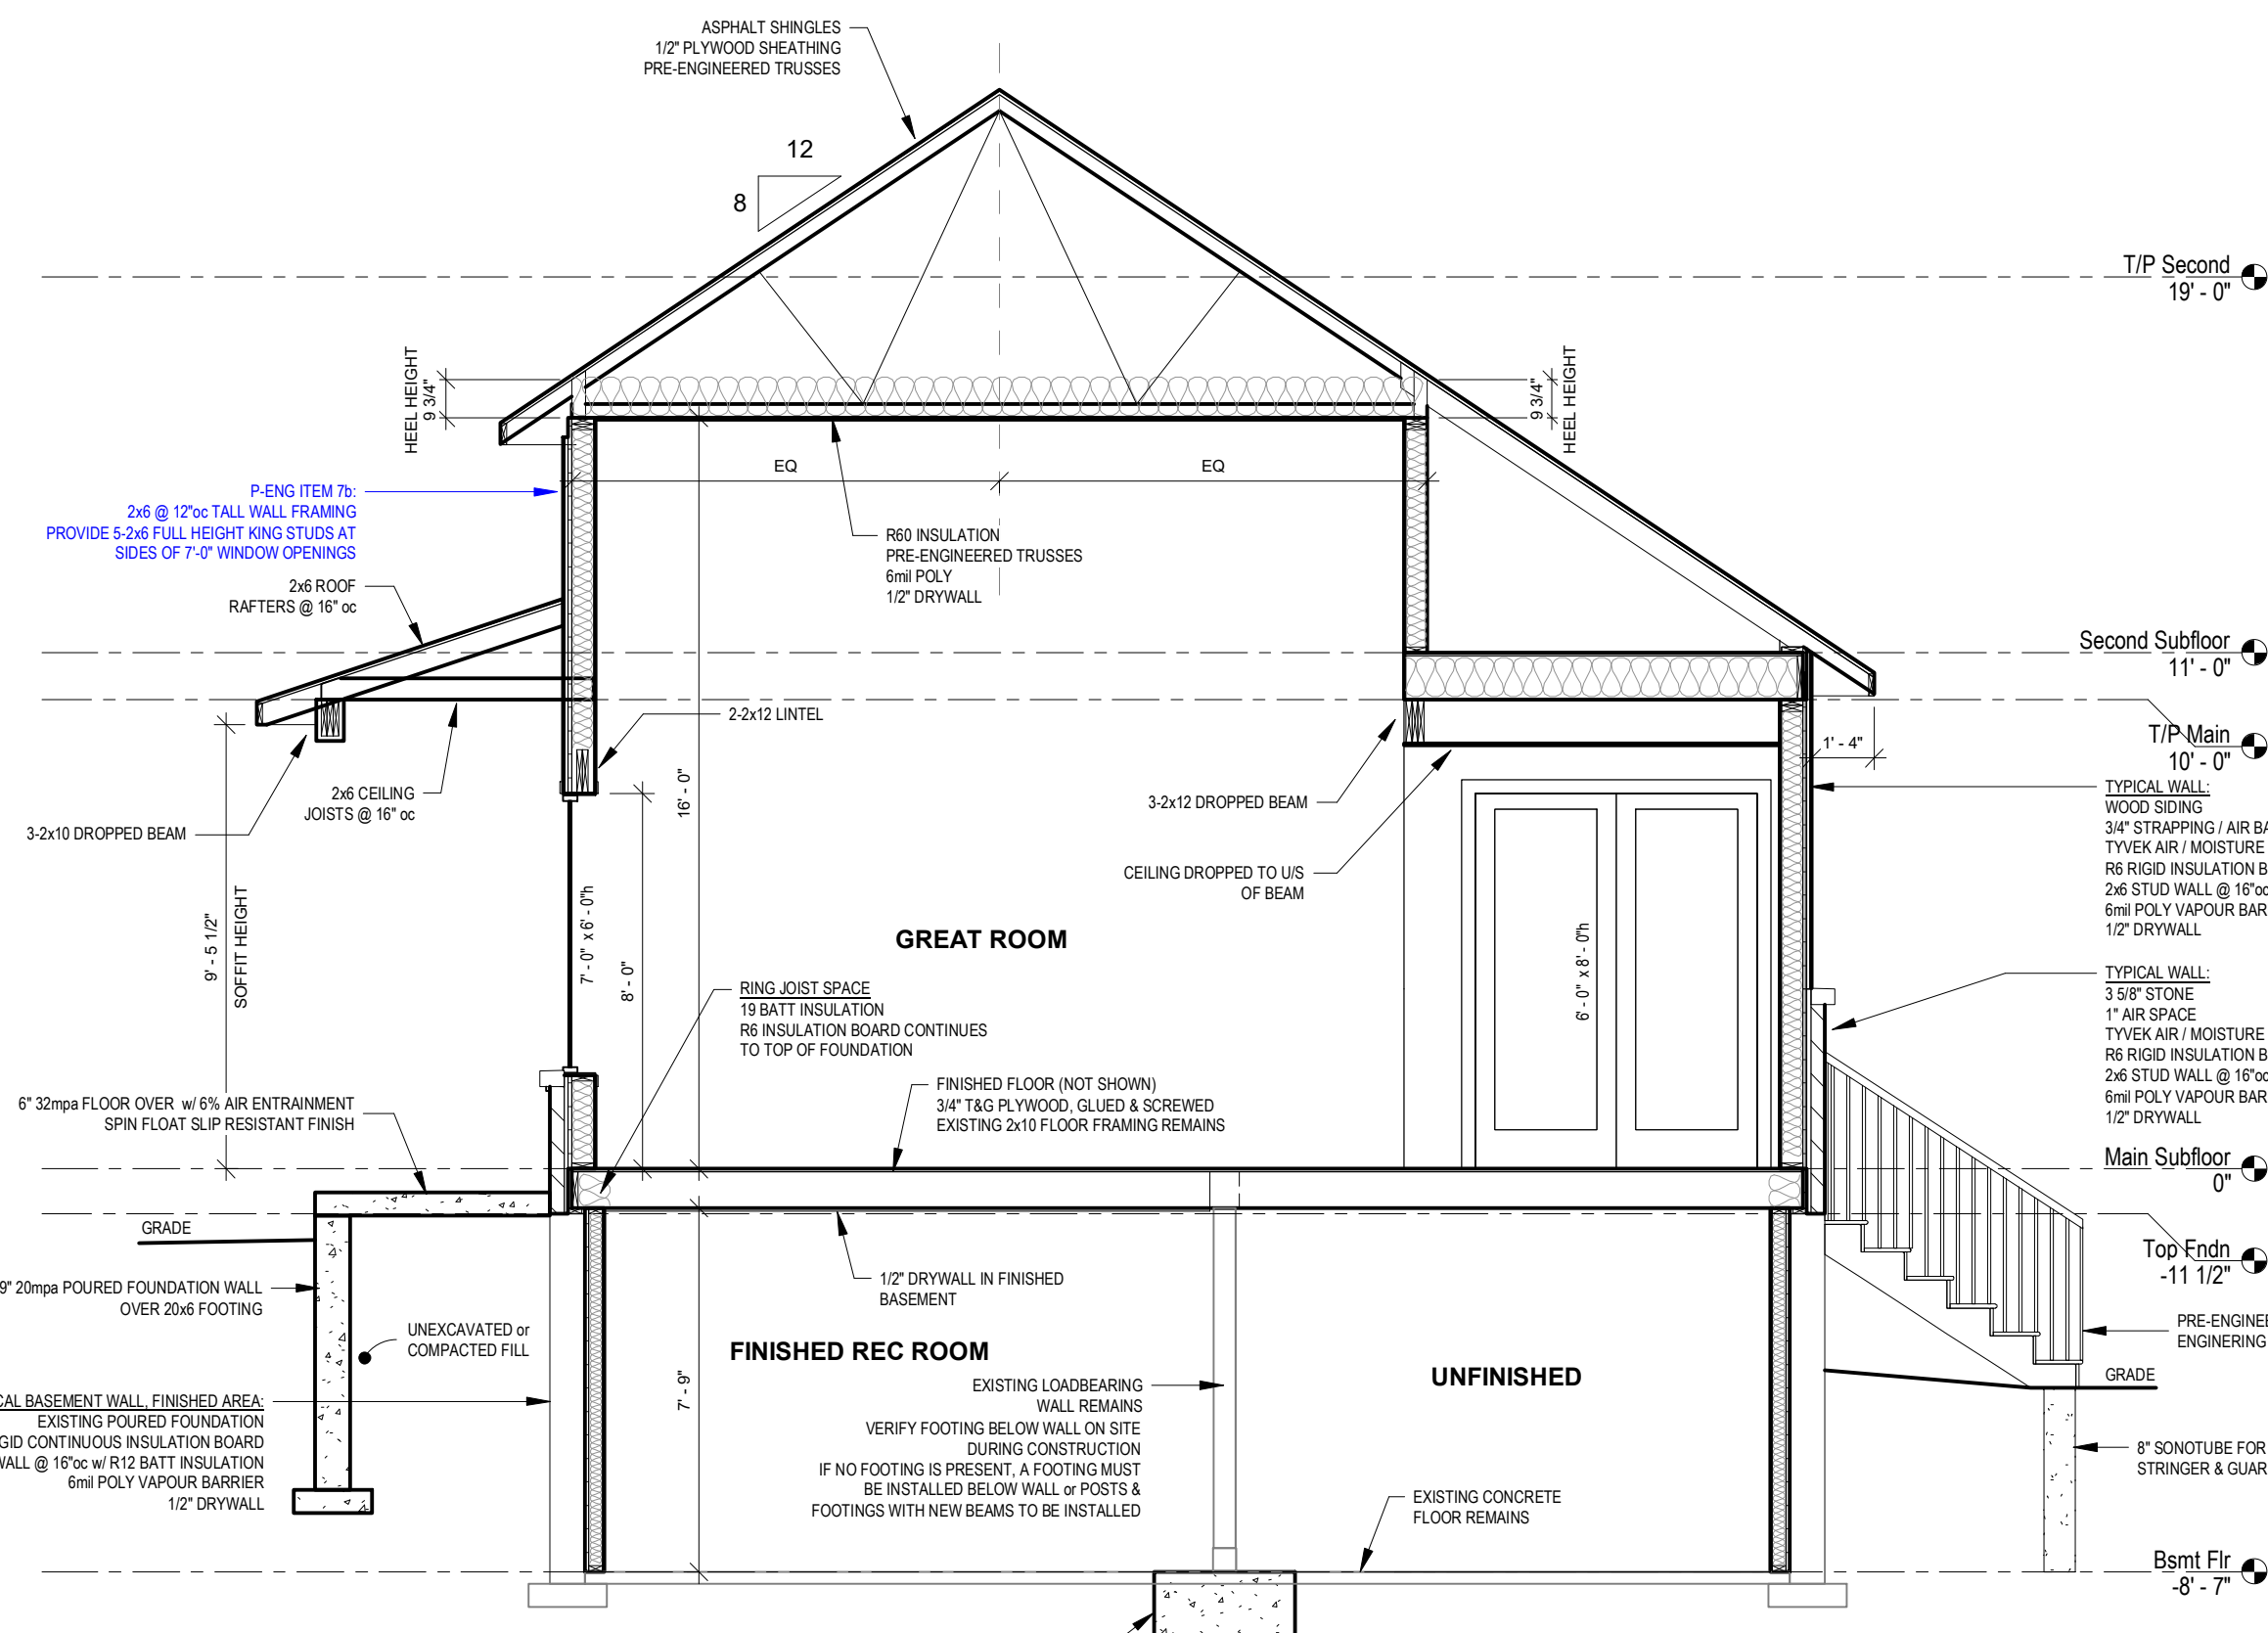 ASPHALT SHINGLES
1/2" PLYWOOD SHEATHING
PRE-ENGINEERED TRUSSES
12
8
T/P Second
19' - 0"
HEEL HEIGHT
9 3/4"
9 3/4"
HEEL HEIGHT
EQ
EQ
P-ENG ITEM 7b:
2x6 @ 12"oc TALL WALL FRAMING
PROVIDE 5-2x6 FULL HEIGHT KING STUDS AT
SIDES OF 7'-0" WINDOW OPENINGS
R60 INSULATION
PRE-ENGINEERED TRUSSES
6mil POLY
1/2" DRYWALL
2x6 ROOF
RAFTERS @ 16" oc
Second Subfloor
11' - 0"
2-2x12 LINTEL
T/P Main
10' - 0"
1' - 4"
2x6 CEILING
JOISTS @ 16" oc
3-2x10 DROPPED BEAM
16' - 0"
3-2x12 DROPPED BEAM
CEILING DROPPED TO U/S
OF BEAM
TYPICAL WALL:
WOOD SIDING
3/4" STRAPPING / AIR BA
TYVEK AIR / MOISTURE
R6 RIGID INSULATION B
2x6 STUD WALL @ 16"oc
6mil POLY VAPOUR BAR
1/2" DRYWALL
9' - 5 1/2"
SOFFIT HEIGHT
7' - 0" x 6' - 0"h
8' - 0"
GREAT ROOM
6' - 0" x 8' - 0"h
RING JOIST SPACE
19 BATT INSULATION
R6 INSULATION BOARD CONTINUES
TO TOP OF FOUNDATION
TYPICAL WALL:
3 5/8" STONE
1" AIR SPACE
TYVEK AIR / MOISTURE
R6 RIGID INSULATION B
2x6 STUD WALL @ 16"oc
6mil POLY VAPOUR BAR
1/2" DRYWALL
FINISHED FLOOR (NOT SHOWN)
3/4" T&G PLYWOOD, GLUED & SCREWED
EXISTING 2x10 FLOOR FRAMING REMAINS
6" 32mpa FLOOR OVER w/ 6% AIR ENTRAINMENT
SPIN FLOAT SLIP RESISTANT FINISH
Main Subfloor
0"
GRADE
Top Fndn
-11 1/2"
9" 20mpa POURED FOUNDATION WALL
OVER 20x6 FOOTING
1/2" DRYWALL IN FINISHED
BASEMENT
UNEXCAVATED or
COMPACTED FILL
FINISHED REC ROOM
UNFINISHED
PRE-ENGINEE
ENGINERING
GRADE
7' - 9"
CAL BASEMENT WALL, FINISHED AREA:
EXISTING POURED FOUNDATION
GID CONTINUOUS INSULATION BOARD
WALL @ 16"oc w/ R12 BATT INSULATION
6mil POLY VAPOUR BARRIER
1/2" DRYWALL
EXISTING LOADBEARING
WALL REMAINS
VERIFY FOOTING BELOW WALL ON SITE
DURING CONSTRUCTION
IF NO FOOTING IS PRESENT, A FOOTING MUST
BE INSTALLED BELOW WALL or POSTS &
FOOTINGS WITH NEW BEAMS TO BE INSTALLED
EXISTING CONCRETE
FLOOR REMAINS
8" SONOTUBE FOR
STRINGER & GUAR
Bsmt Flr
-8' - 7"